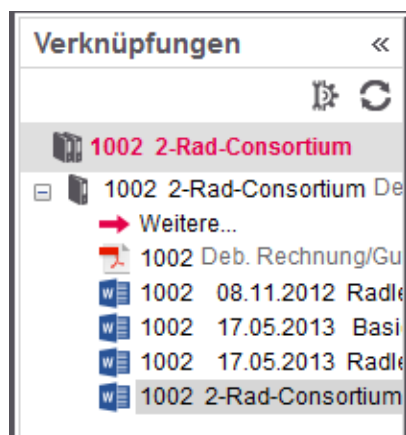 Verknüpfungen «
1002 2-Rad-Consortium
1002 2-Rad-Consortium De
Weitere...
1002 Deb. Rechnung/Gu
1002 08.11.2012 Radle
1002 17.05.2013 Basi
1002 17.05.2013 Radle
1002 2-Rad-Consortium